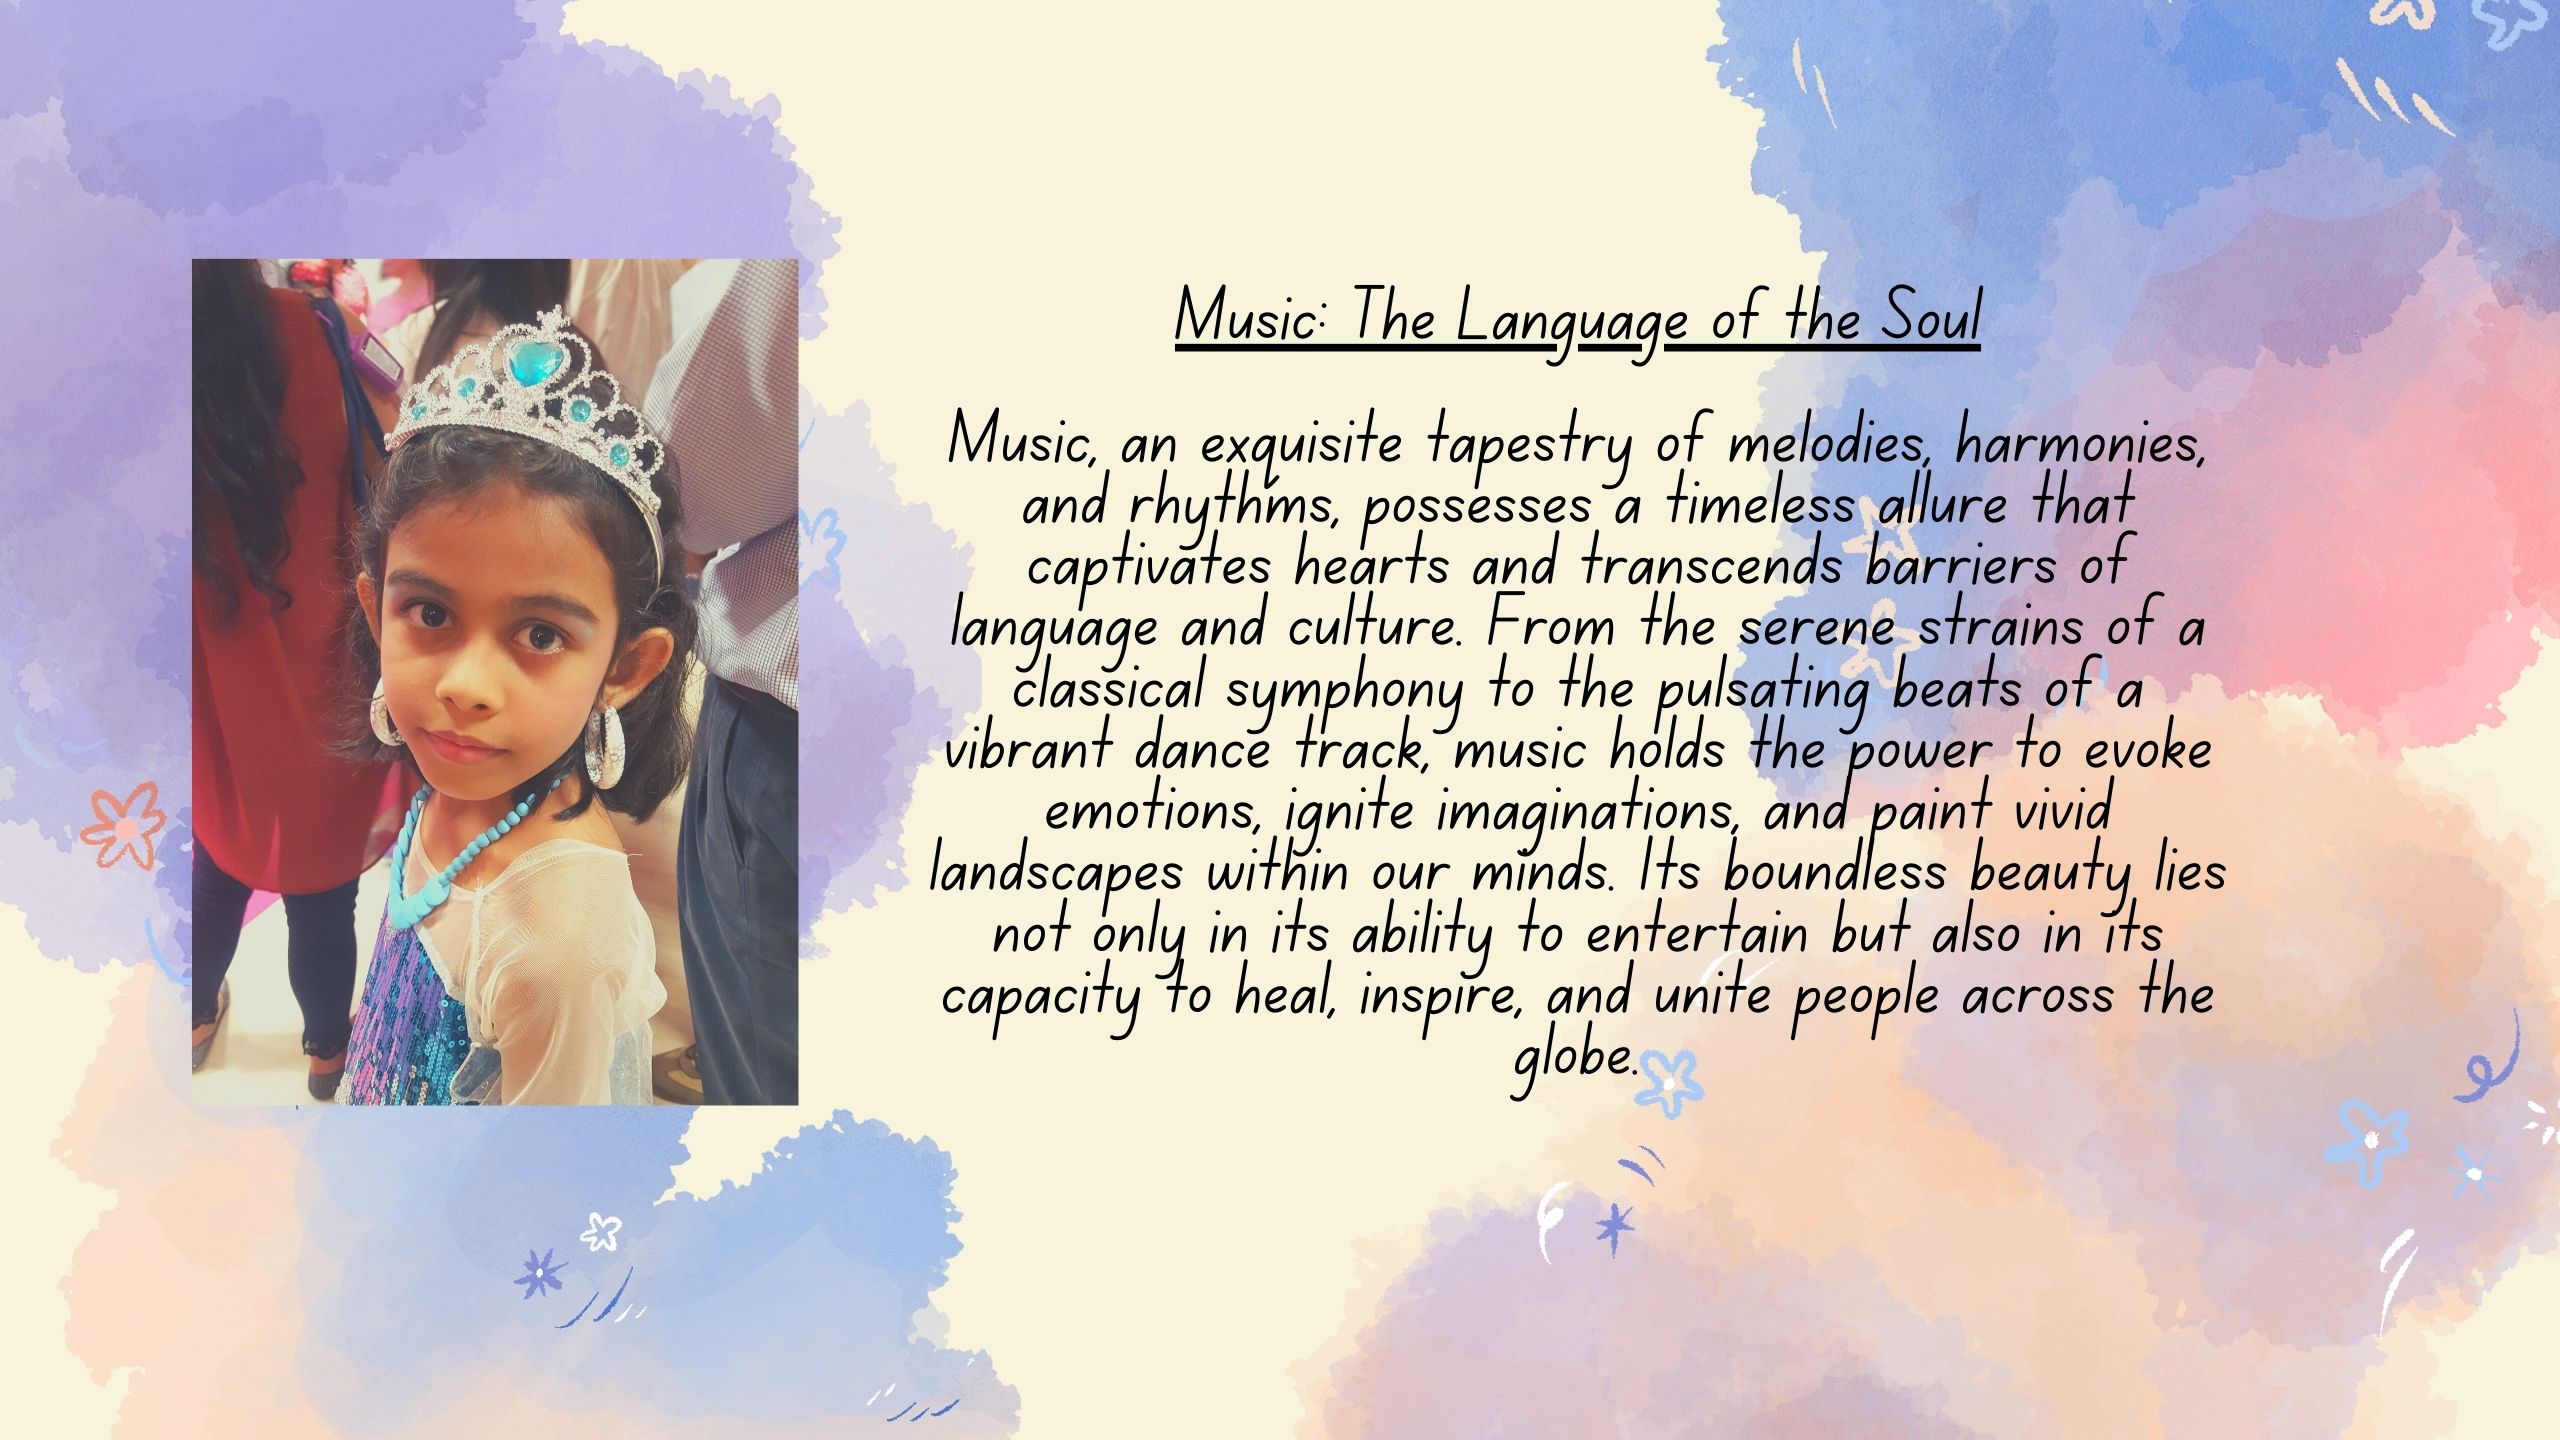 Music: The Language of the Soul
Music, an exquisite tapestry of melodies, harmonies,
and rhythms, possesses a timeless allure that
captivates hearts and transcends barriers of
language and culture. From the serene strains of a
classical symphony to the pulsating beats of a
vibrant dance track, music holds the power to evoke
emotions, ignite imaginations, and paint vivid
landscapes within our minds. Its boundless beauty lies
not only in its ability to entertain but also in its
capacity to heal, inspire, and unite people across the
globe.